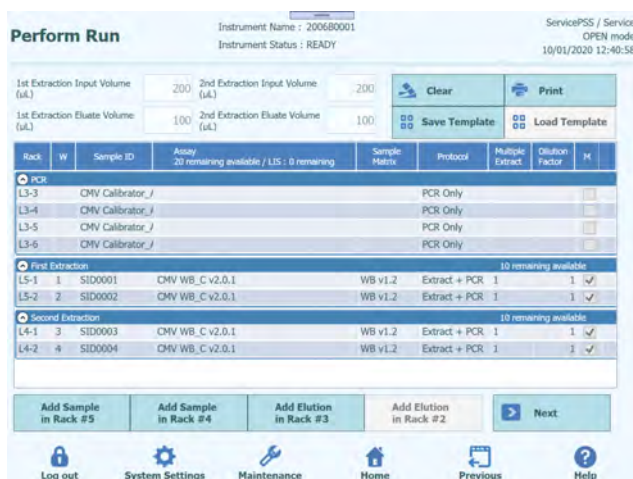 Perform Run
Instrument Name : 200680001
Instrument Status : READY
ServicePSS / Service
OPEN mode
10/01/2020 12:40:58
1st Extraction Input Volume (uL) 200
2nd Extraction Input Volume (uL) 200
Clear
Print
1st Extraction Eluate Volume (uL) 100
2nd Extraction Eluate Volume (uL) 100
Save Template
Load Template
Rack W Sample ID Assay 20 remaining available / LIS : 0 remaining Sample Matrix Protocol Multiple Extract Dilution Factor M
PCR
L3-3 CMV Calibrator_/ PCR Only
L3-4 CMV Calibrator_/ PCR Only
L3-5 CMV Calibrator_/ PCR Only
L3-6 CMV Calibrator_/ PCR Only
First Extraction 10 remaining available
L5-1 1 SID0001 CMV WB_C v2.0.1 WB v1.2 Extract + PCR 1 1
L5-2 2 SID0002 CMV WB_C v2.0.1 WB v1.2 Extract + PCR 1 1
Second Extraction 10 remaining available
L4-1 3 SID0003 CMV WB_C v2.0.1 WB v1.2 Extract + PCR 1 1
L4-2 4 SID0004 CMV WB_C v2.0.1 WB v1.2 Extract + PCR 1 1
Add Sample in Rack #5
Add Sample in Rack #4
Add Elution in Rack #3
Add Elution in Rack #2
Next
Log out
System Settings
Maintenance
Home
Previous
Help